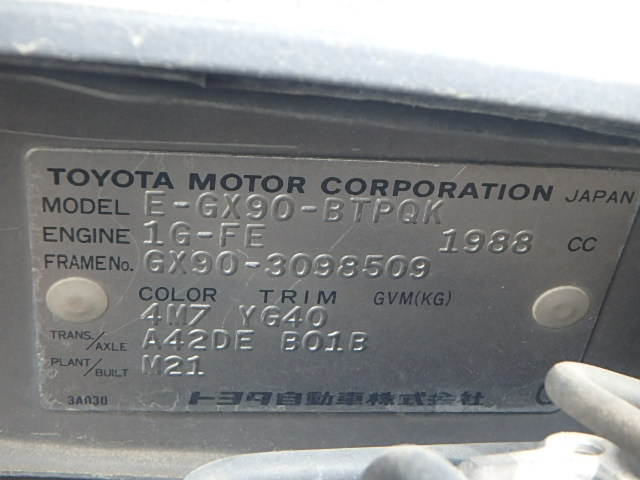 TOYOTA MOTOR CORPORATION JAPAN
MODEL E-GX90-BTPQK
ENGINE 1G-FE 1988 CC
FRAME No. GX90-3098509
COLOR TRIM GVM(KG)
4M7 YG40
TRANS./AXLE A42DE B01B
PLANT/BUILT M21
3A030 トヨタ自動車株式会社